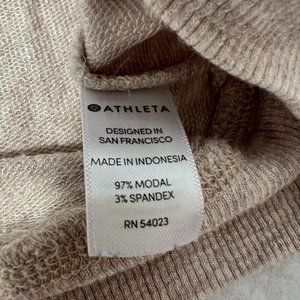 ATHLETA
DESIGNED IN
SAN FRANCISCO
MADE IN INDONESIA
97% MODAL
3% SPANDEX
RN 54023